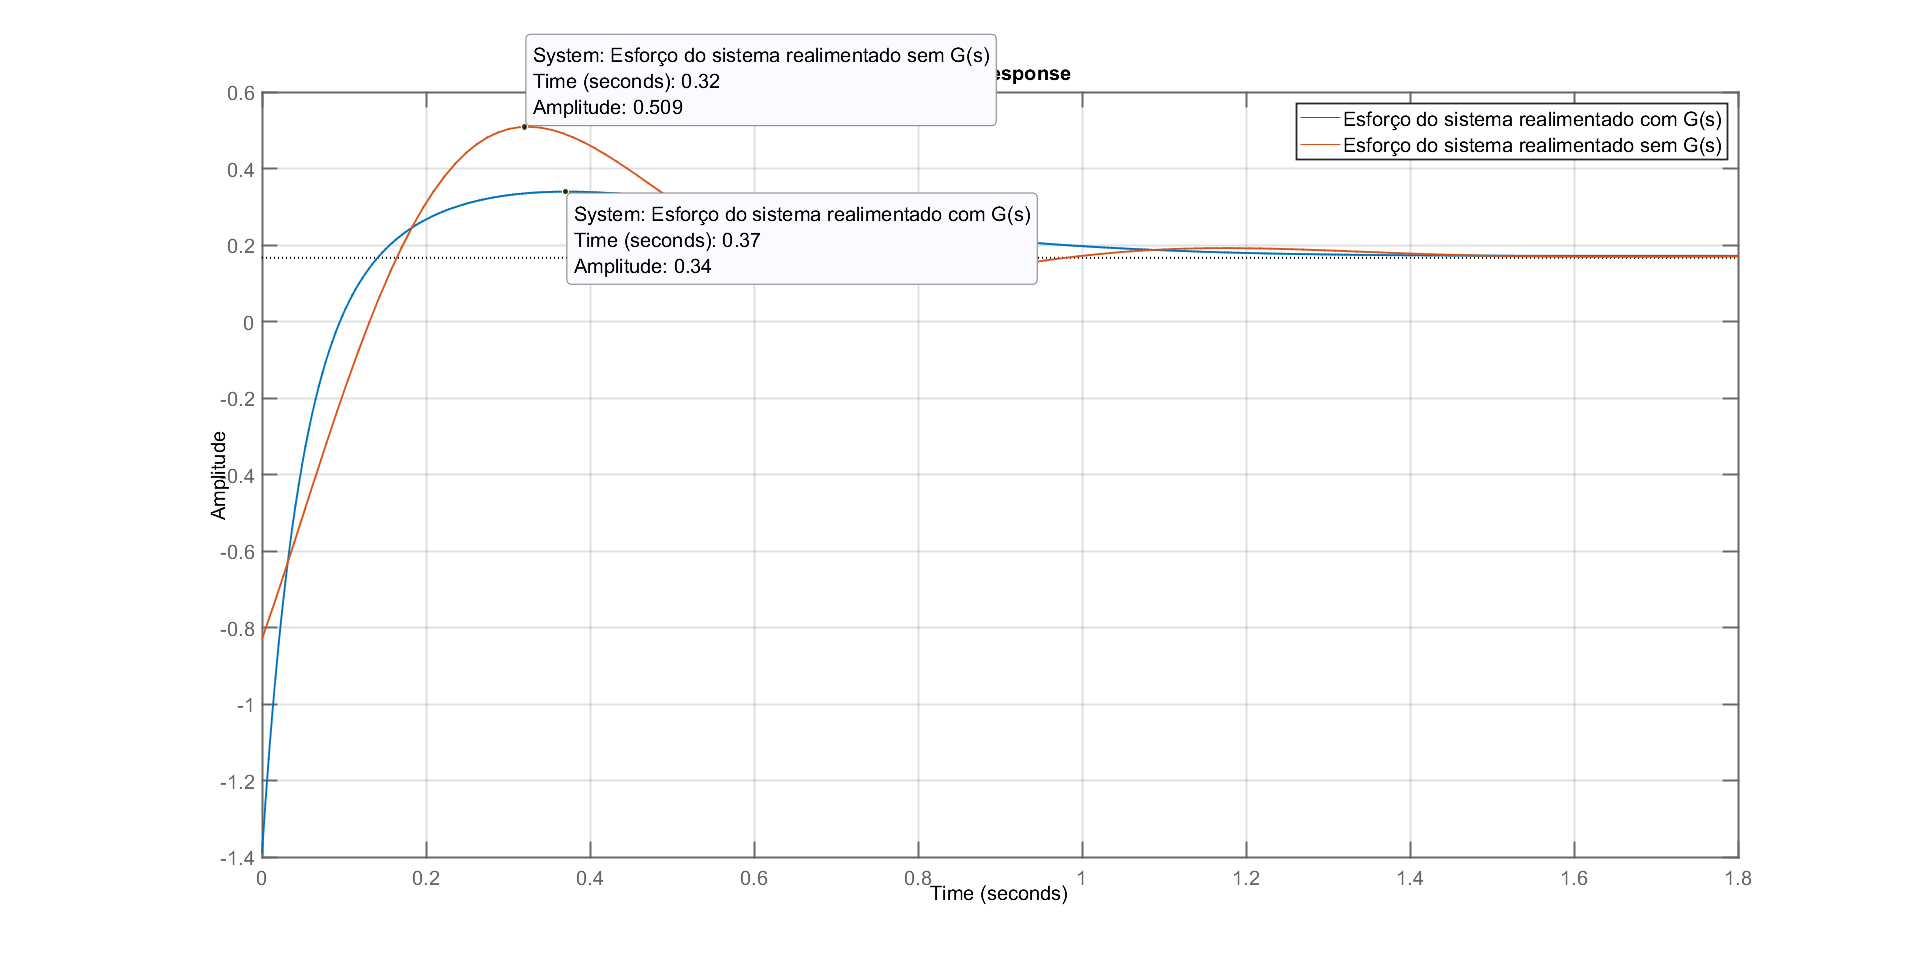 System: Esforço do sistema realimentado sem G(s)
Time (seconds): 0.32
Amplitude: 0.509
esponse
Esforço do sistema realimentado com G(s)
Esforço do sistema realimentado sem G(s)
System: Esforço do sistema realimentado com G(s)
Time (seconds): 0.37
Amplitude: 0.34
0.6
0.4
0.2
0
-0.2
0.4
-0.6
-0.8
-1
-1.2
-1.4
Amplitude
0
0.2
0.4
0.6
0.8
1
1.2
1.4
1.6
1.8
Time (seconds)